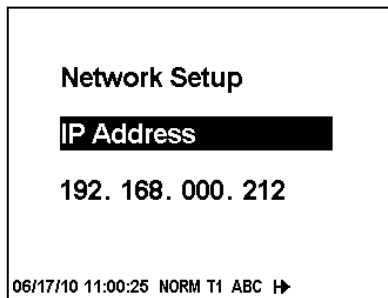 Network Setup
IP Address
192. 168. 000. 212
06/17/10 11:00:25 NORM T1 ABC